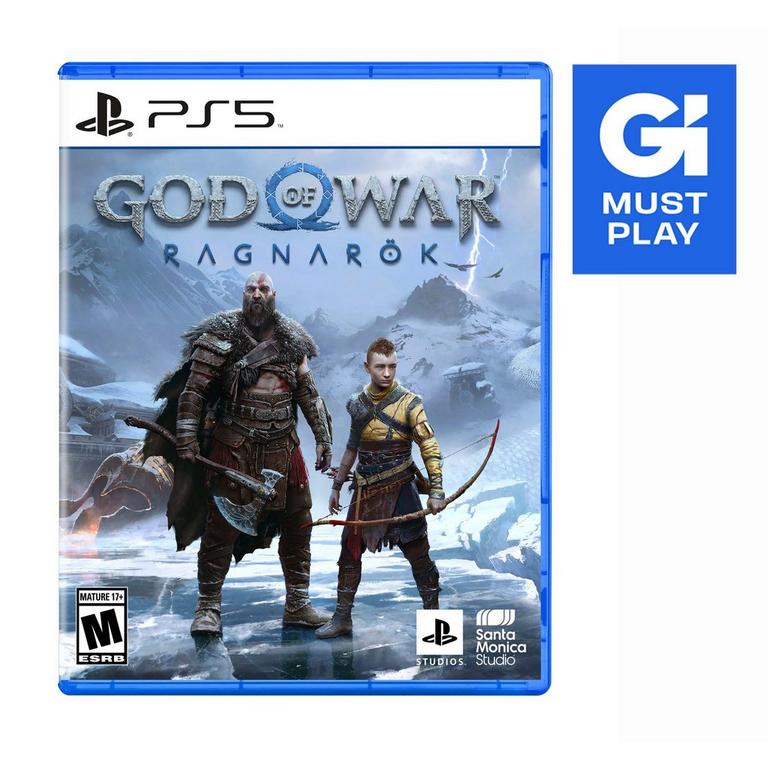 PS5
GOD OF WAR
RAGNARÖK
MATURE 17+
M
ESRB
STUDIOS
Santa
Monica
Studio
GI
MUST
PLAY